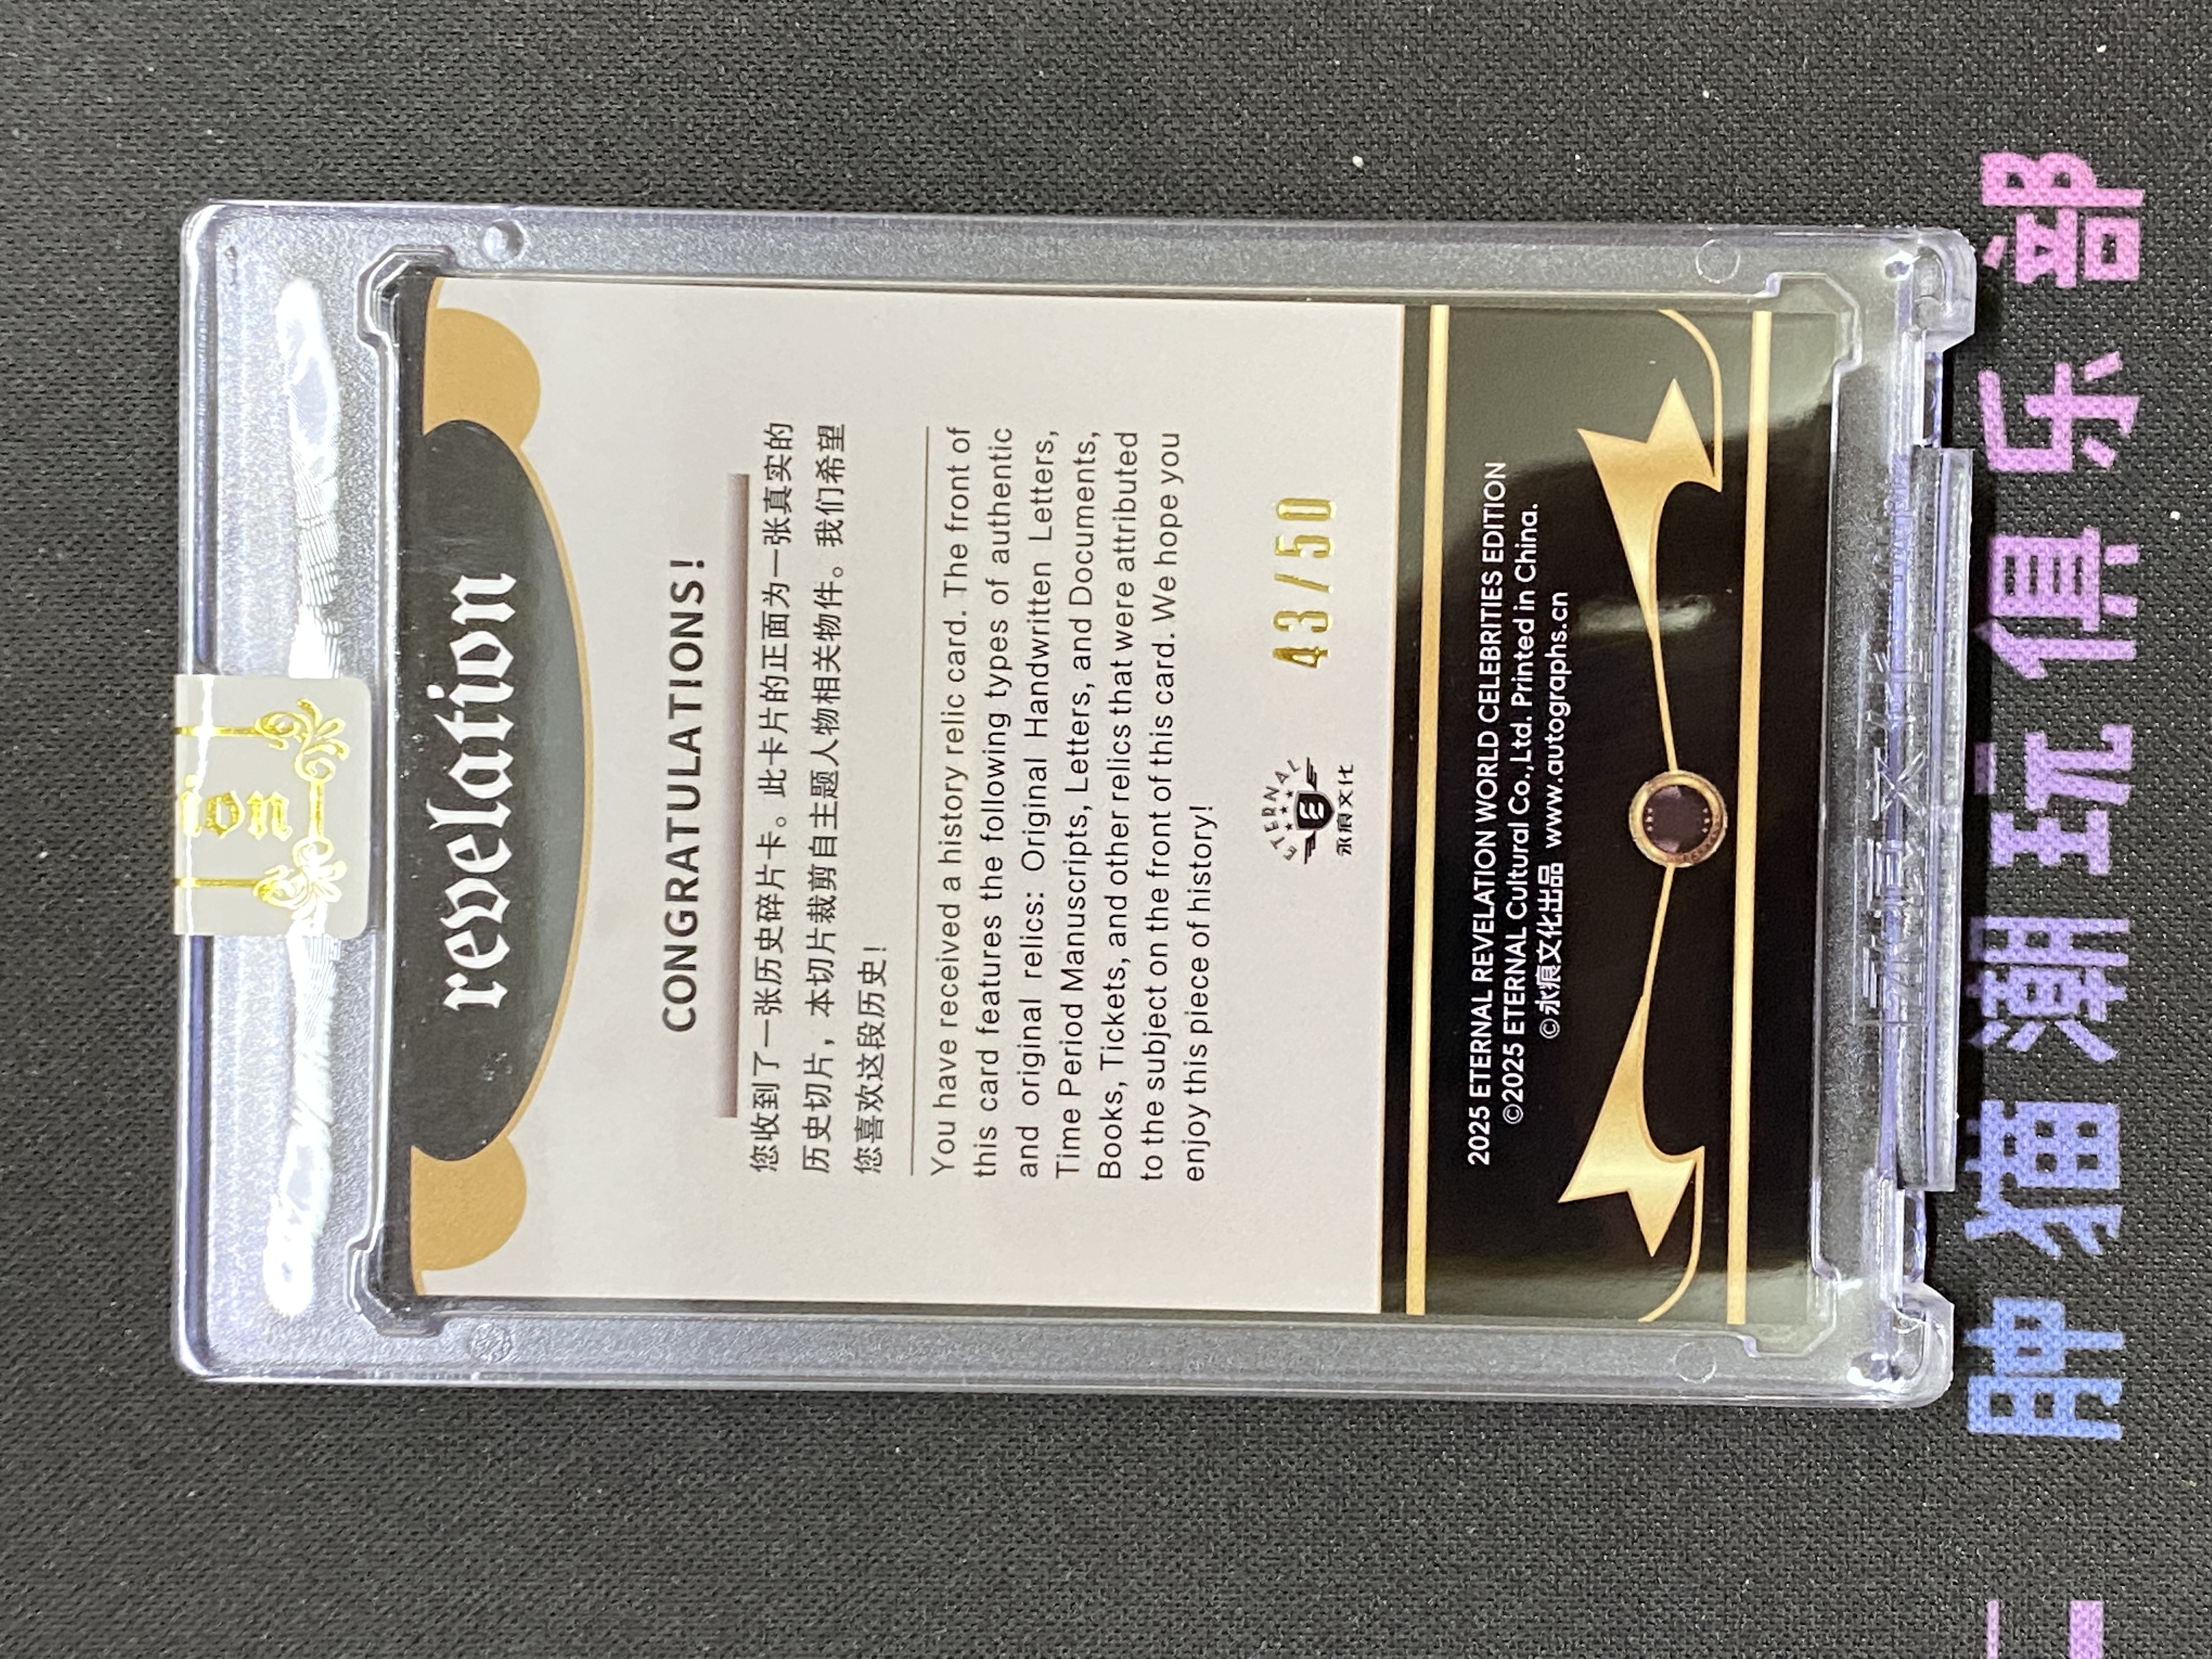 ion
revelation
CONGRATULATIONS!
您收到了一张历史碎片卡。此卡片的正面为一张真实的
历史切片，本切片裁剪自主题人物相关物件。我们希望
您喜欢这段历史！
You have received a history relic card. The front of
this card features the following types of authentic
and original relics: Original Handwritten Letters,
Time Period Manuscripts, Letters, and Documents,
Books, Tickets, and other relics that were attributed
to the subject on the front of this card. We hope you
enjoy this piece of history!
ETERNAL
E
永痕文化
43/50
2025 ETERNAL REVELATION WORLD CELEBRITIES EDITION
©2025 ETERNAL Cultural Co.,Ltd. Printed in China.
©永痕文化出品 www.autographs.cn
胖猫潮玩俱乐部